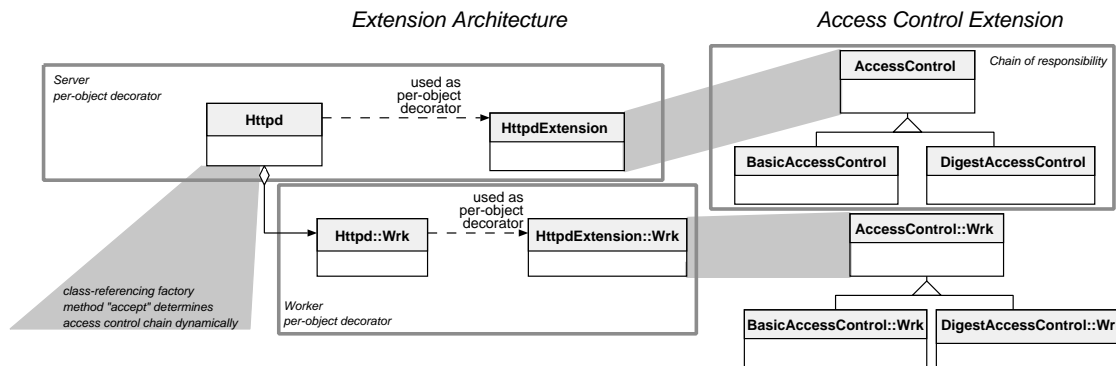 Extension Architecture
Access Control Extension
Server
per-object decorator
used as
per-object
decorator
Httpd
HttpdExtension
AccessControl
Chain of responsibility
BasicAccessControl
DigestAccessControl
used as
per-object
decorator
Httpd::Wrk
HttpdExtension::Wrk
AccessControl::Wrk
class-referencing factory
method "accept" determines
access control chain dynamically
Worker
per-object decorator
BasicAccessControl::Wrk
DigestAccessControl::Wr